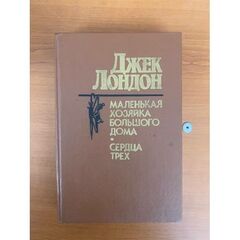 ДЖЕК
ЛОНДОН
МАЛЕНЬКАЯ
ХОЗЯЙКА
БОЛЬШОГО
ДОМА
•
СЕРДЦА
ТРЕХ